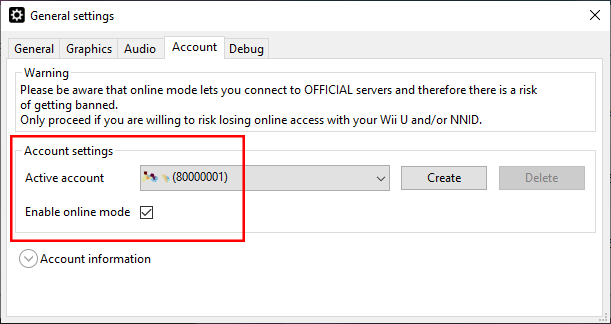 General settings
General Graphics Audio Account Debug
Warning
Please be aware that online mode lets you connect to OFFICIAL servers and therefore there is a risk
of getting banned.
Only proceed if you are willing to risk losing online access with your Wii U and/or NNID.
Account settings
Active account (80000001) Create Delete
Enable online mode
Account information